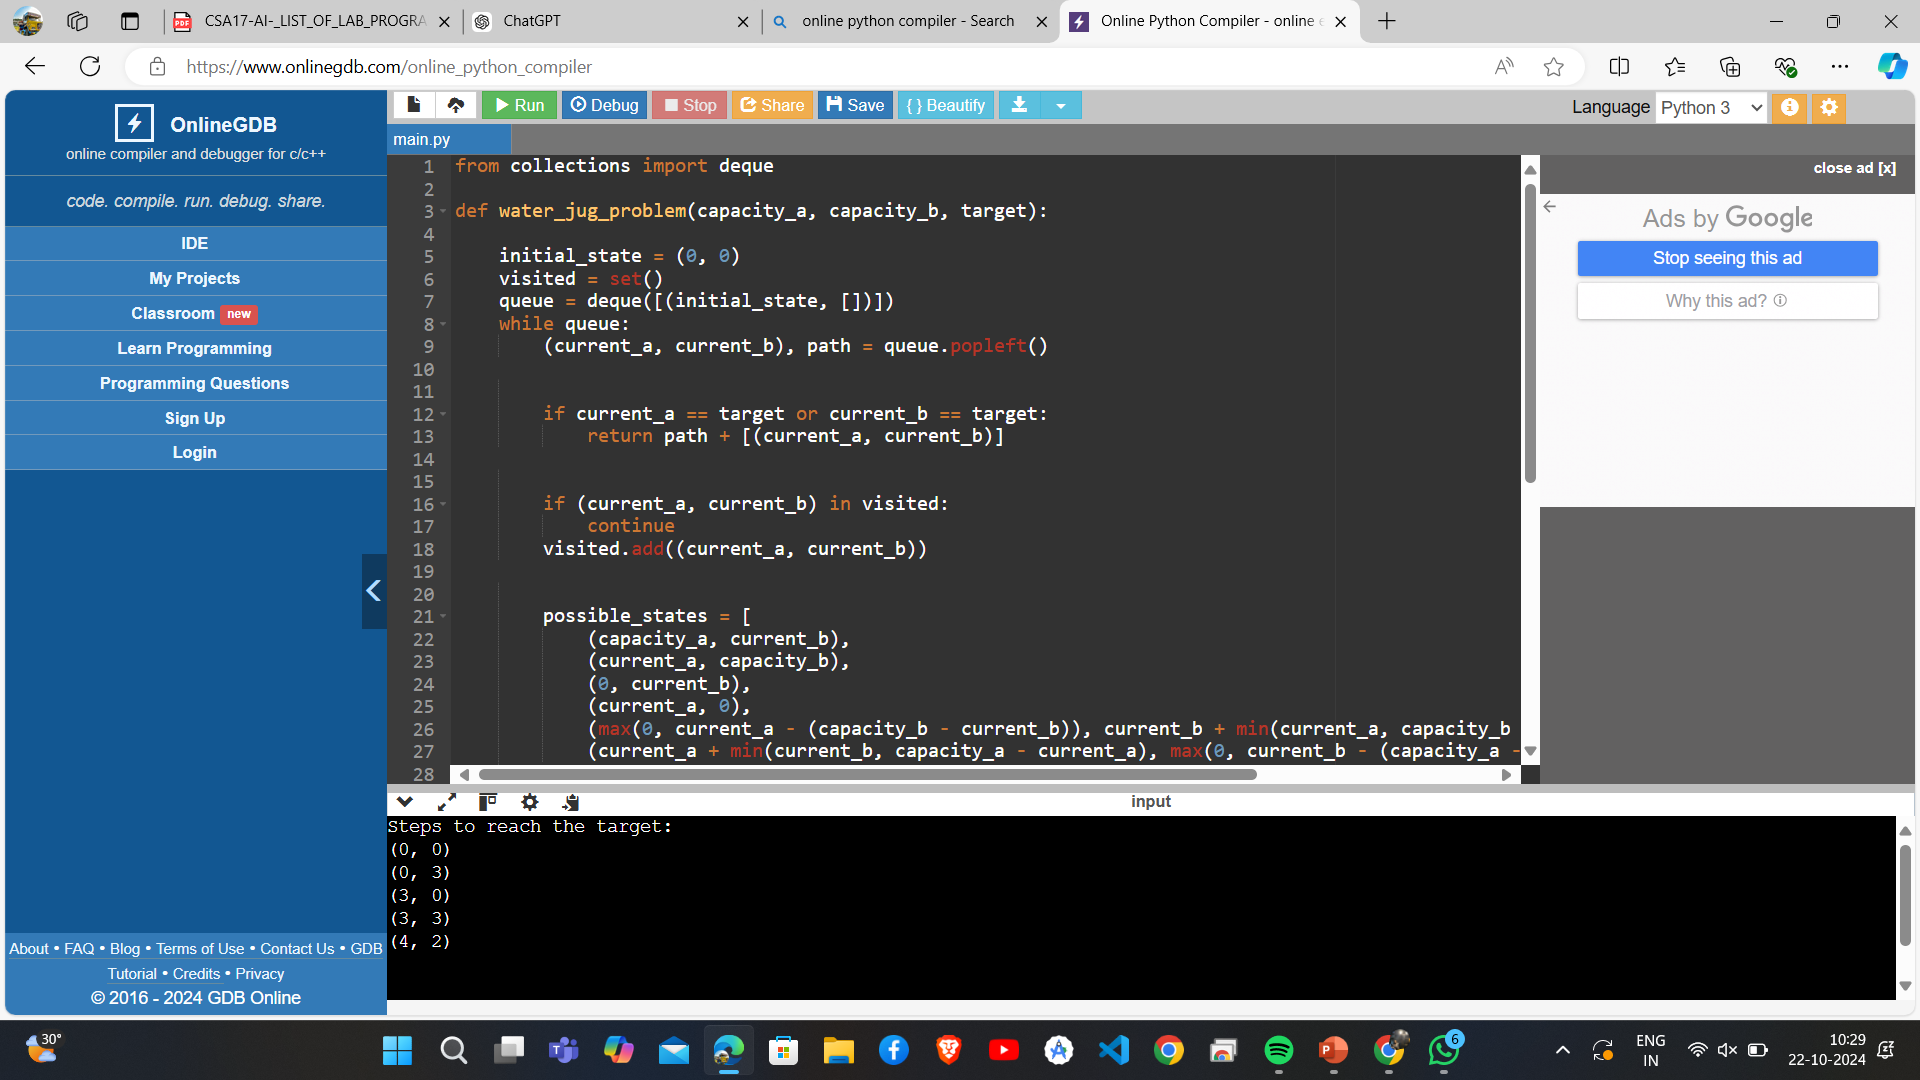 CSA17-AI-_LIST_OF_LAB_PROGRA
ChatGPT
online python compiler - Search
Online Python Compiler - online e
https://www.onlinegdb.com/online_python_compiler
OnlineGDB
online compiler and debugger for c/c++
code. compile. run. debug. share.
IDE
My Projects
Classroom new
Learn Programming
Programming Questions
Sign Up
Login
About • FAQ • Blog • Terms of Use • Contact Us • GDB
Tutorial • Credits • Privacy
© 2016 - 2024 GDB Online
Run Debug Stop Share Save { } Beautify
Language Python 3
main.py
1 from collections import deque
2
3 def water_jug_problem(capacity_a, capacity_b, target):
4
5 initial_state = (0, 0)
6 visited = set()
7 queue = deque([(initial_state, [])])
8 while queue:
9 (current_a, current_b), path = queue.popleft()
10
11
12 if current_a == target or current_b == target:
13 return path + [(current_a, current_b)]
14
15
16 if (current_a, current_b) in visited:
17 continue
18 visited.add((current_a, current_b))
19
20
21 possible_states = [
22 (capacity_a, current_b),
23 (current_a, capacity_b),
24 (0, current_b),
25 (current_a, 0),
26 (max(0, current_a - (capacity_b - current_b)), current_b + min(current_a, capacity_b
27 (current_a + min(current_b, capacity_a - current_a), max(0, current_b - (capacity_a -
28
close ad [x]
Ads by Google
Stop seeing this ad
Why this ad?
input
Steps to reach the target:
(0, 0)
(0, 3)
(3, 0)
(3, 3)
(4, 2)
30°
6
ENG
IN
10:29
22-10-2024